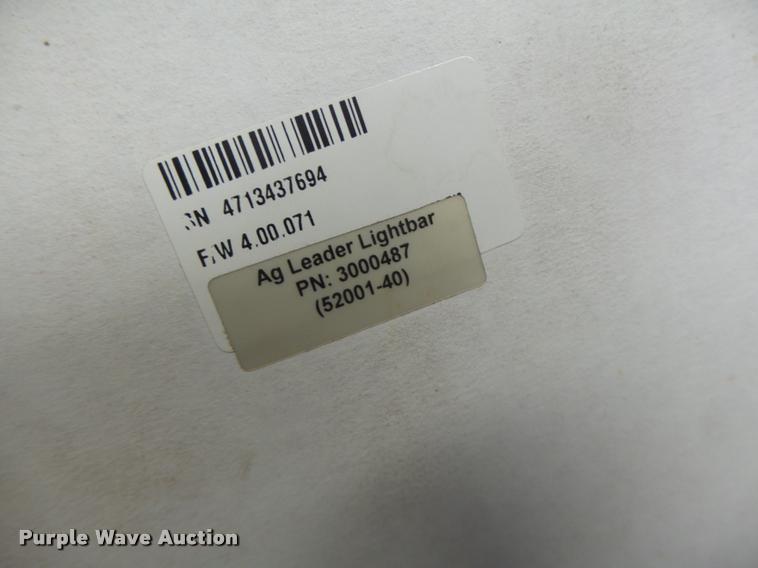 SN 4713437694
F/W 4.00.071
Ag Leader Lightbar
PN: 3000487
(52001-40)
Purple Wave Auction